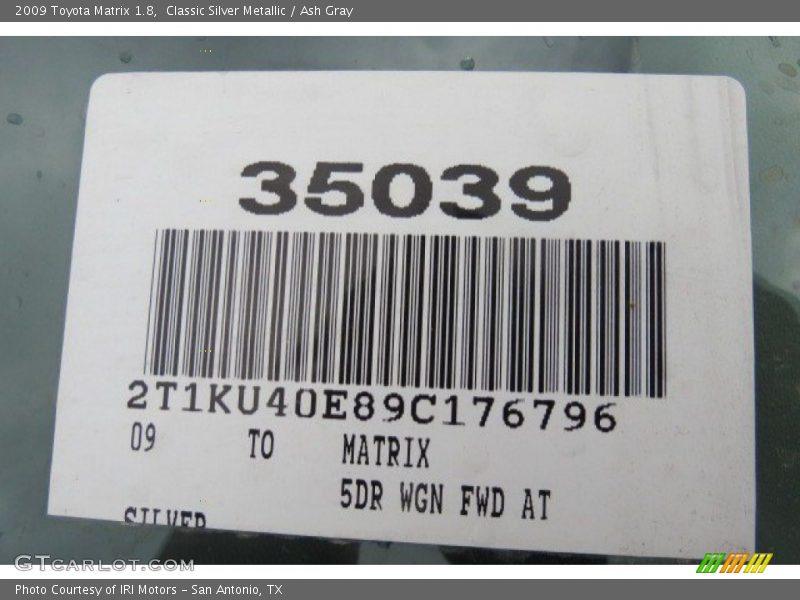 2009 Toyota Matrix 1.8,  Classic Silver Metallic / Ash Gray
35039
2T1KU40E89C176796
09 TO MATRIX
5DR WGN FWD AT
SILVER
GTCarLot.com
Photo Courtesy of IRI Motors – San Antonio, TX